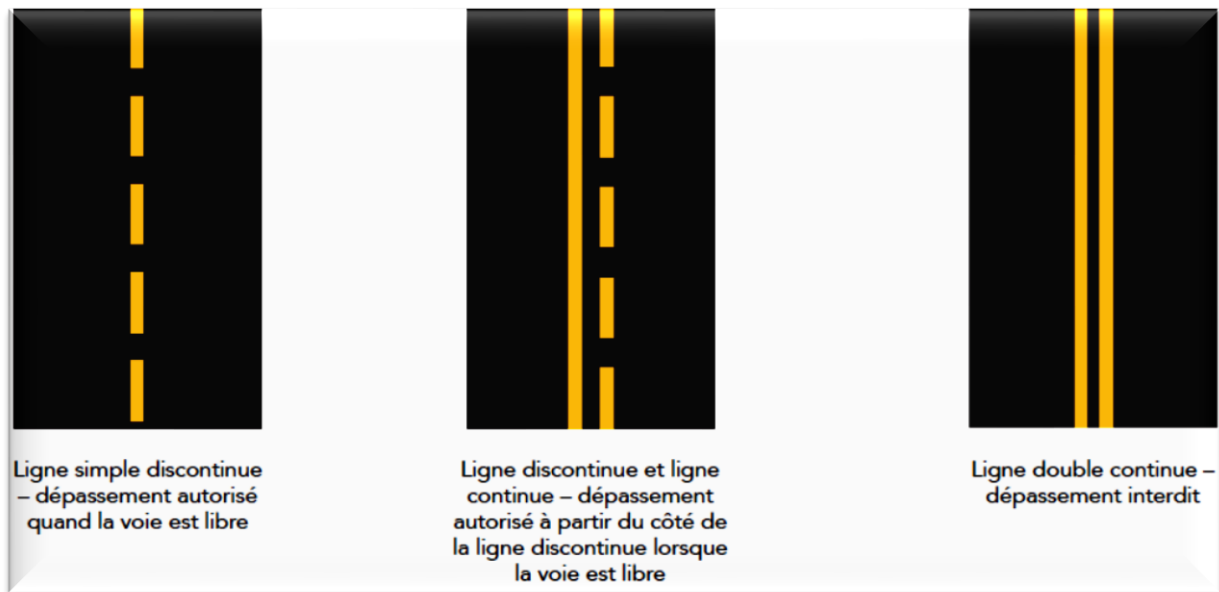 Ligne simple discontinue
– dépassement autorisé
quand la voie est libre
Ligne discontinue et ligne
continue – dépassement
autorisé à partir du côté de
la ligne discontinue lorsque
la voie est libre
Ligne double continue –
dépassement interdit